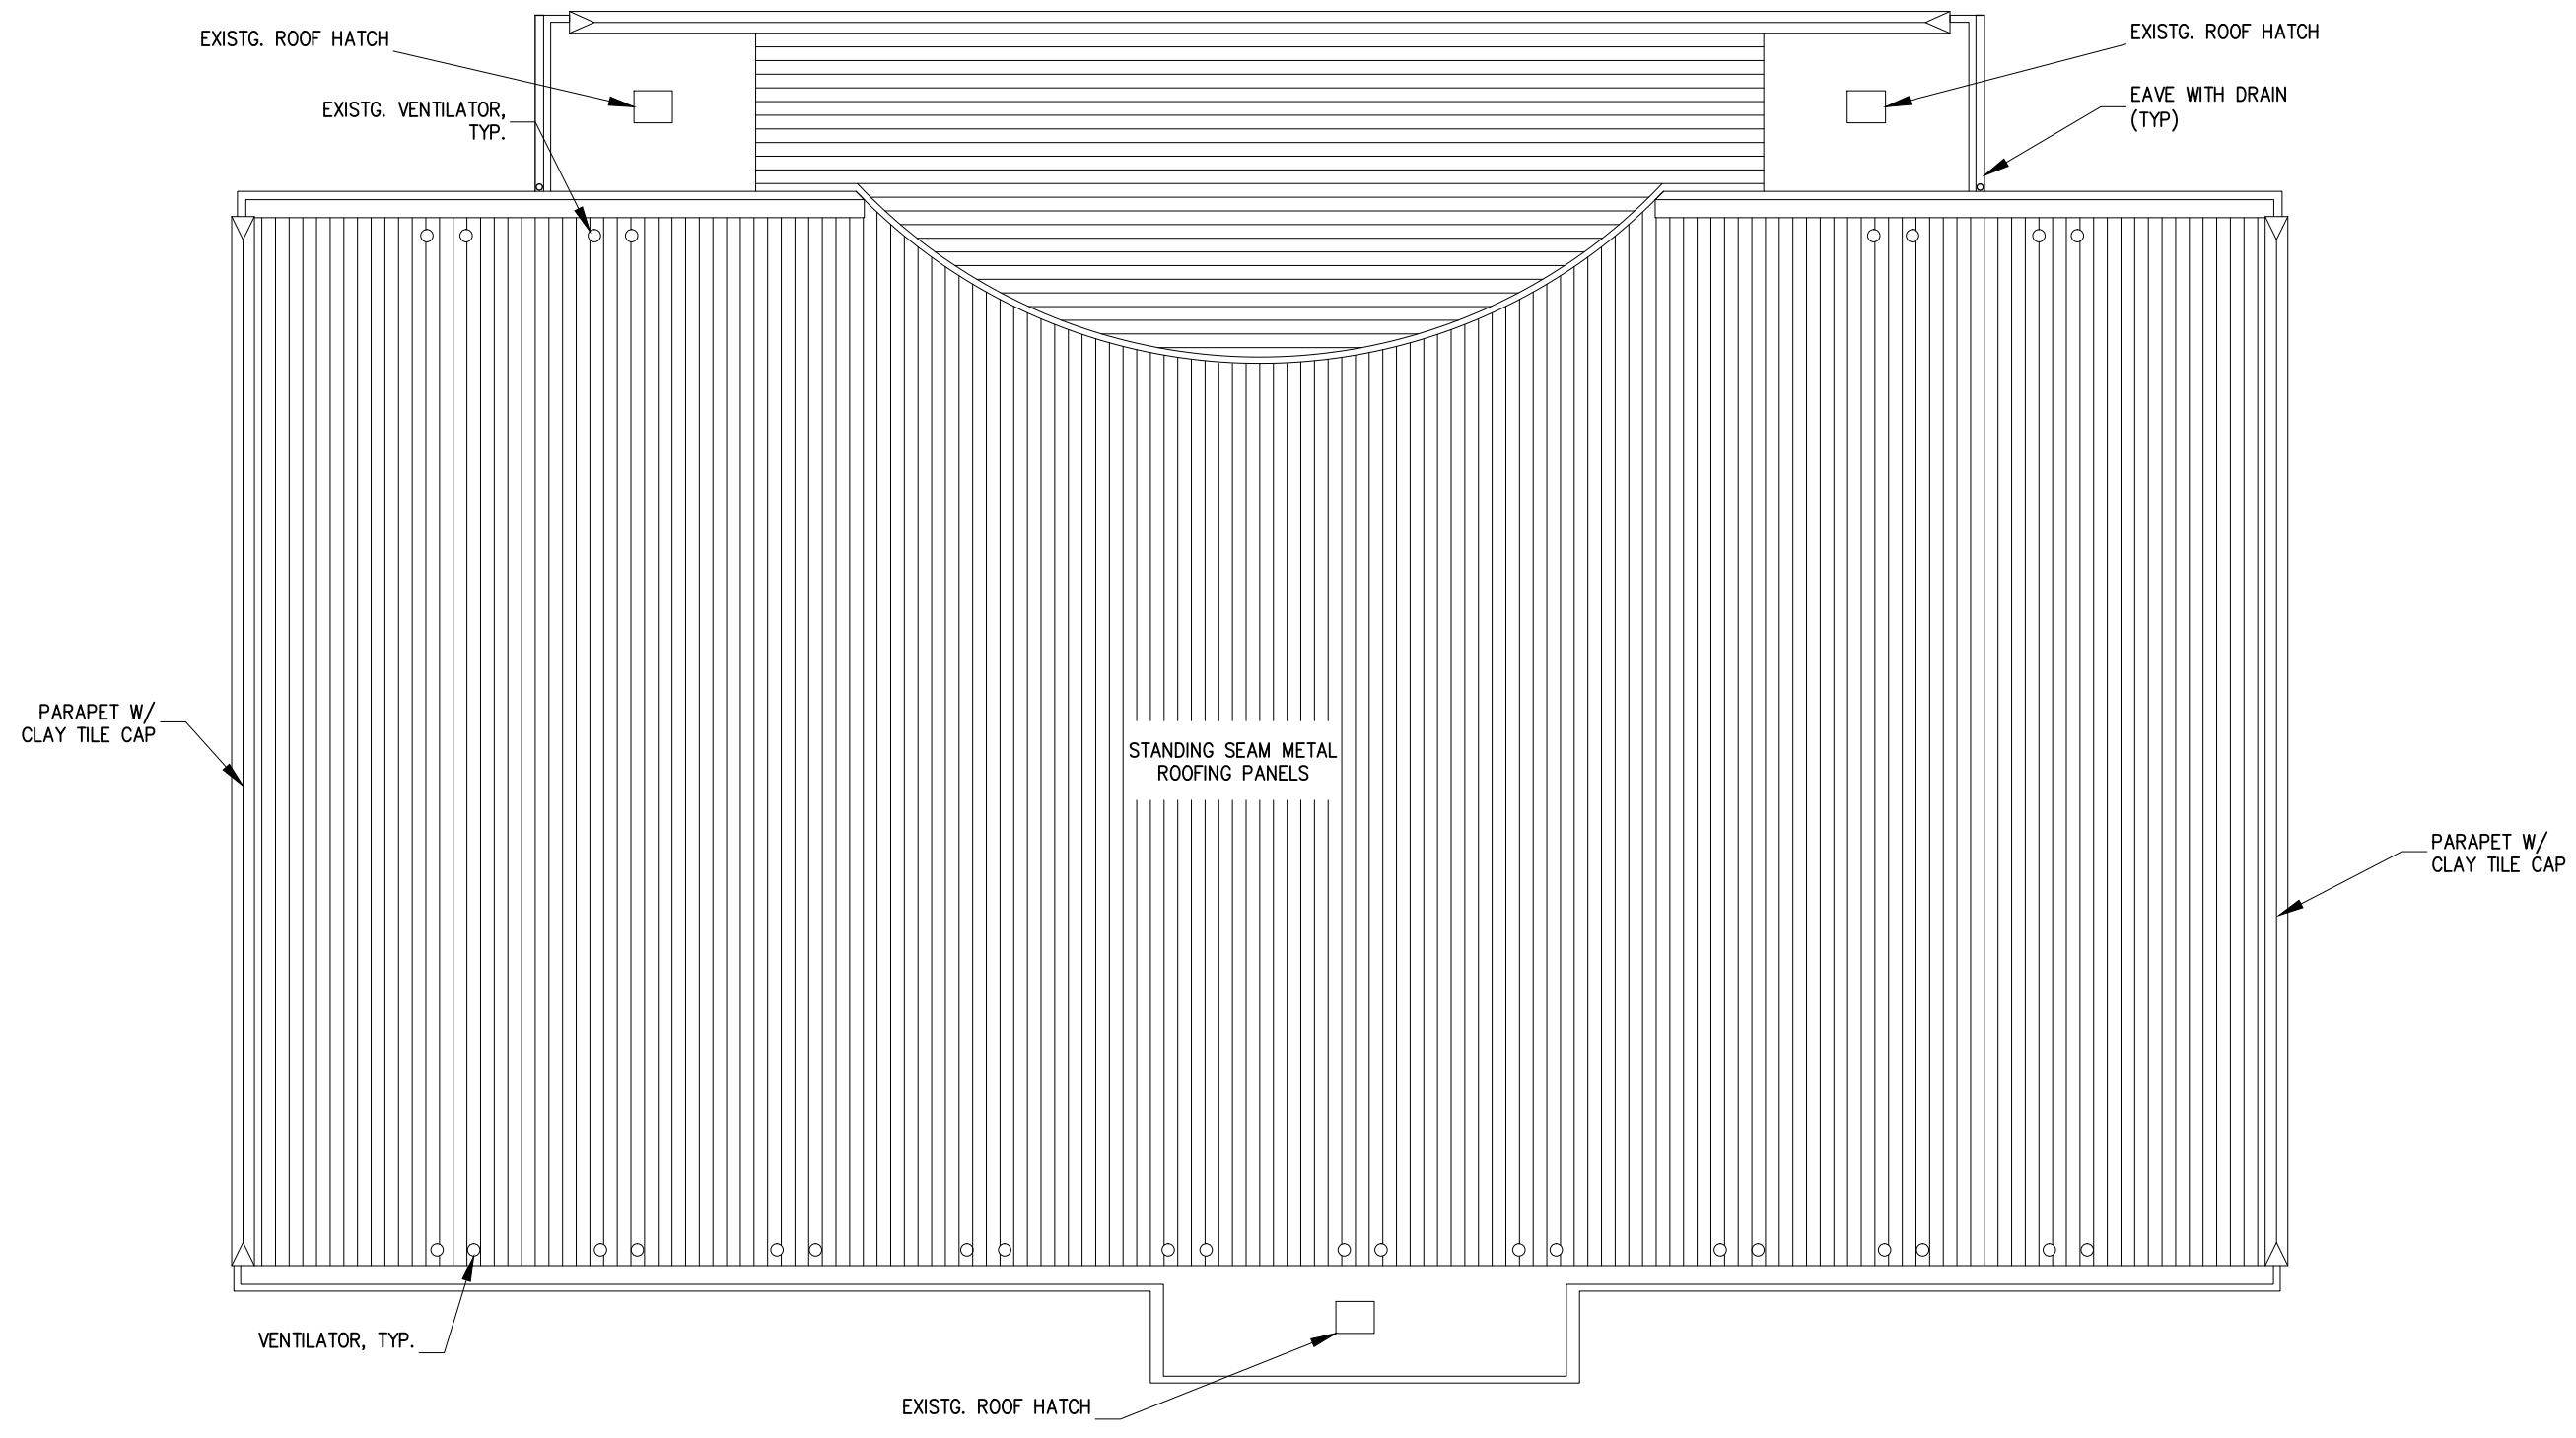 EXISTG. ROOF HATCH
EXISTG. ROOF HATCH
EXISTG. VENTILATOR,
TYP.
EAVE WITH DRAIN
(TYP)
PARAPET W/
CLAY TILE CAP
STANDING SEAM METAL
ROOFING PANELS
PARAPET W/
CLAY TILE CAP
VENTILATOR, TYP.
EXISTG. ROOF HATCH